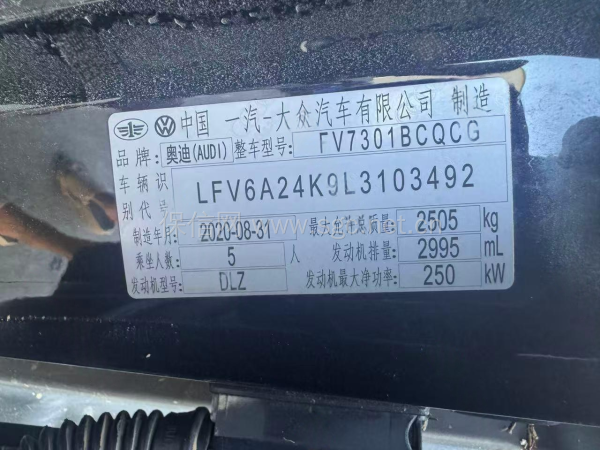 中国 一汽-大众汽车有限公司 制造
品牌: 奥迪(AUDI) 整车型号: FV7301BCQCG
车辆识别代号 LFV6A24K9L3103492
制造年月: 2020-08-31 最大允许总质量: 2505 kg
乘坐人数: 5 人 发动机排量: 2995 mL
发动机型号: DLZ 发动机最大净功率: 250 kW